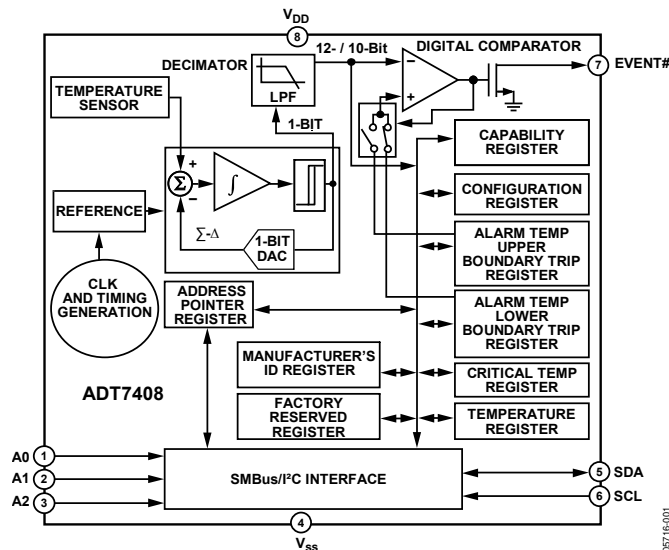 VDD
8
12- / 10-Bit
DIGITAL COMPARATOR
DECIMATOR
LPF
−
+
7
EVENT#
TEMPERATURE
SENSOR
1-BIT
+
Σ
−
∫
REFERENCE
∑-Δ
1-BIT
DAC
CLK
AND TIMING
GENERATION
CAPABILITY
REGISTER
CONFIGURATION
REGISTER
ALARM TEMP
UPPER
BOUNDARY TRIP
REGISTER
ADDRESS
POINTER
REGISTER
ALARM TEMP
LOWER
BOUNDARY TRIP
REGISTER
MANUFACTURER'S
ID REGISTER
CRITICAL TEMP
REGISTER
ADT7408
FACTORY
RESERVED
REGISTER
TEMPERATURE
REGISTER
A0 1
A1 2
A2 3
SMBus/I²C INTERFACE
5 SDA
6 SCL
4
VSS
05716-001